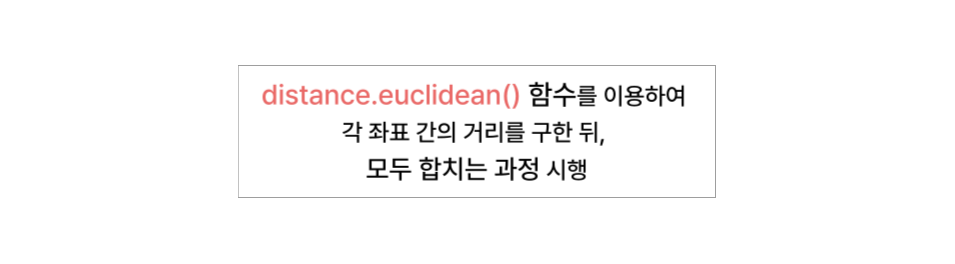 distance.euclidean() 함수를 이용하여
각 좌표 간의 거리를 구한 뒤,
모두 합치는 과정 시행